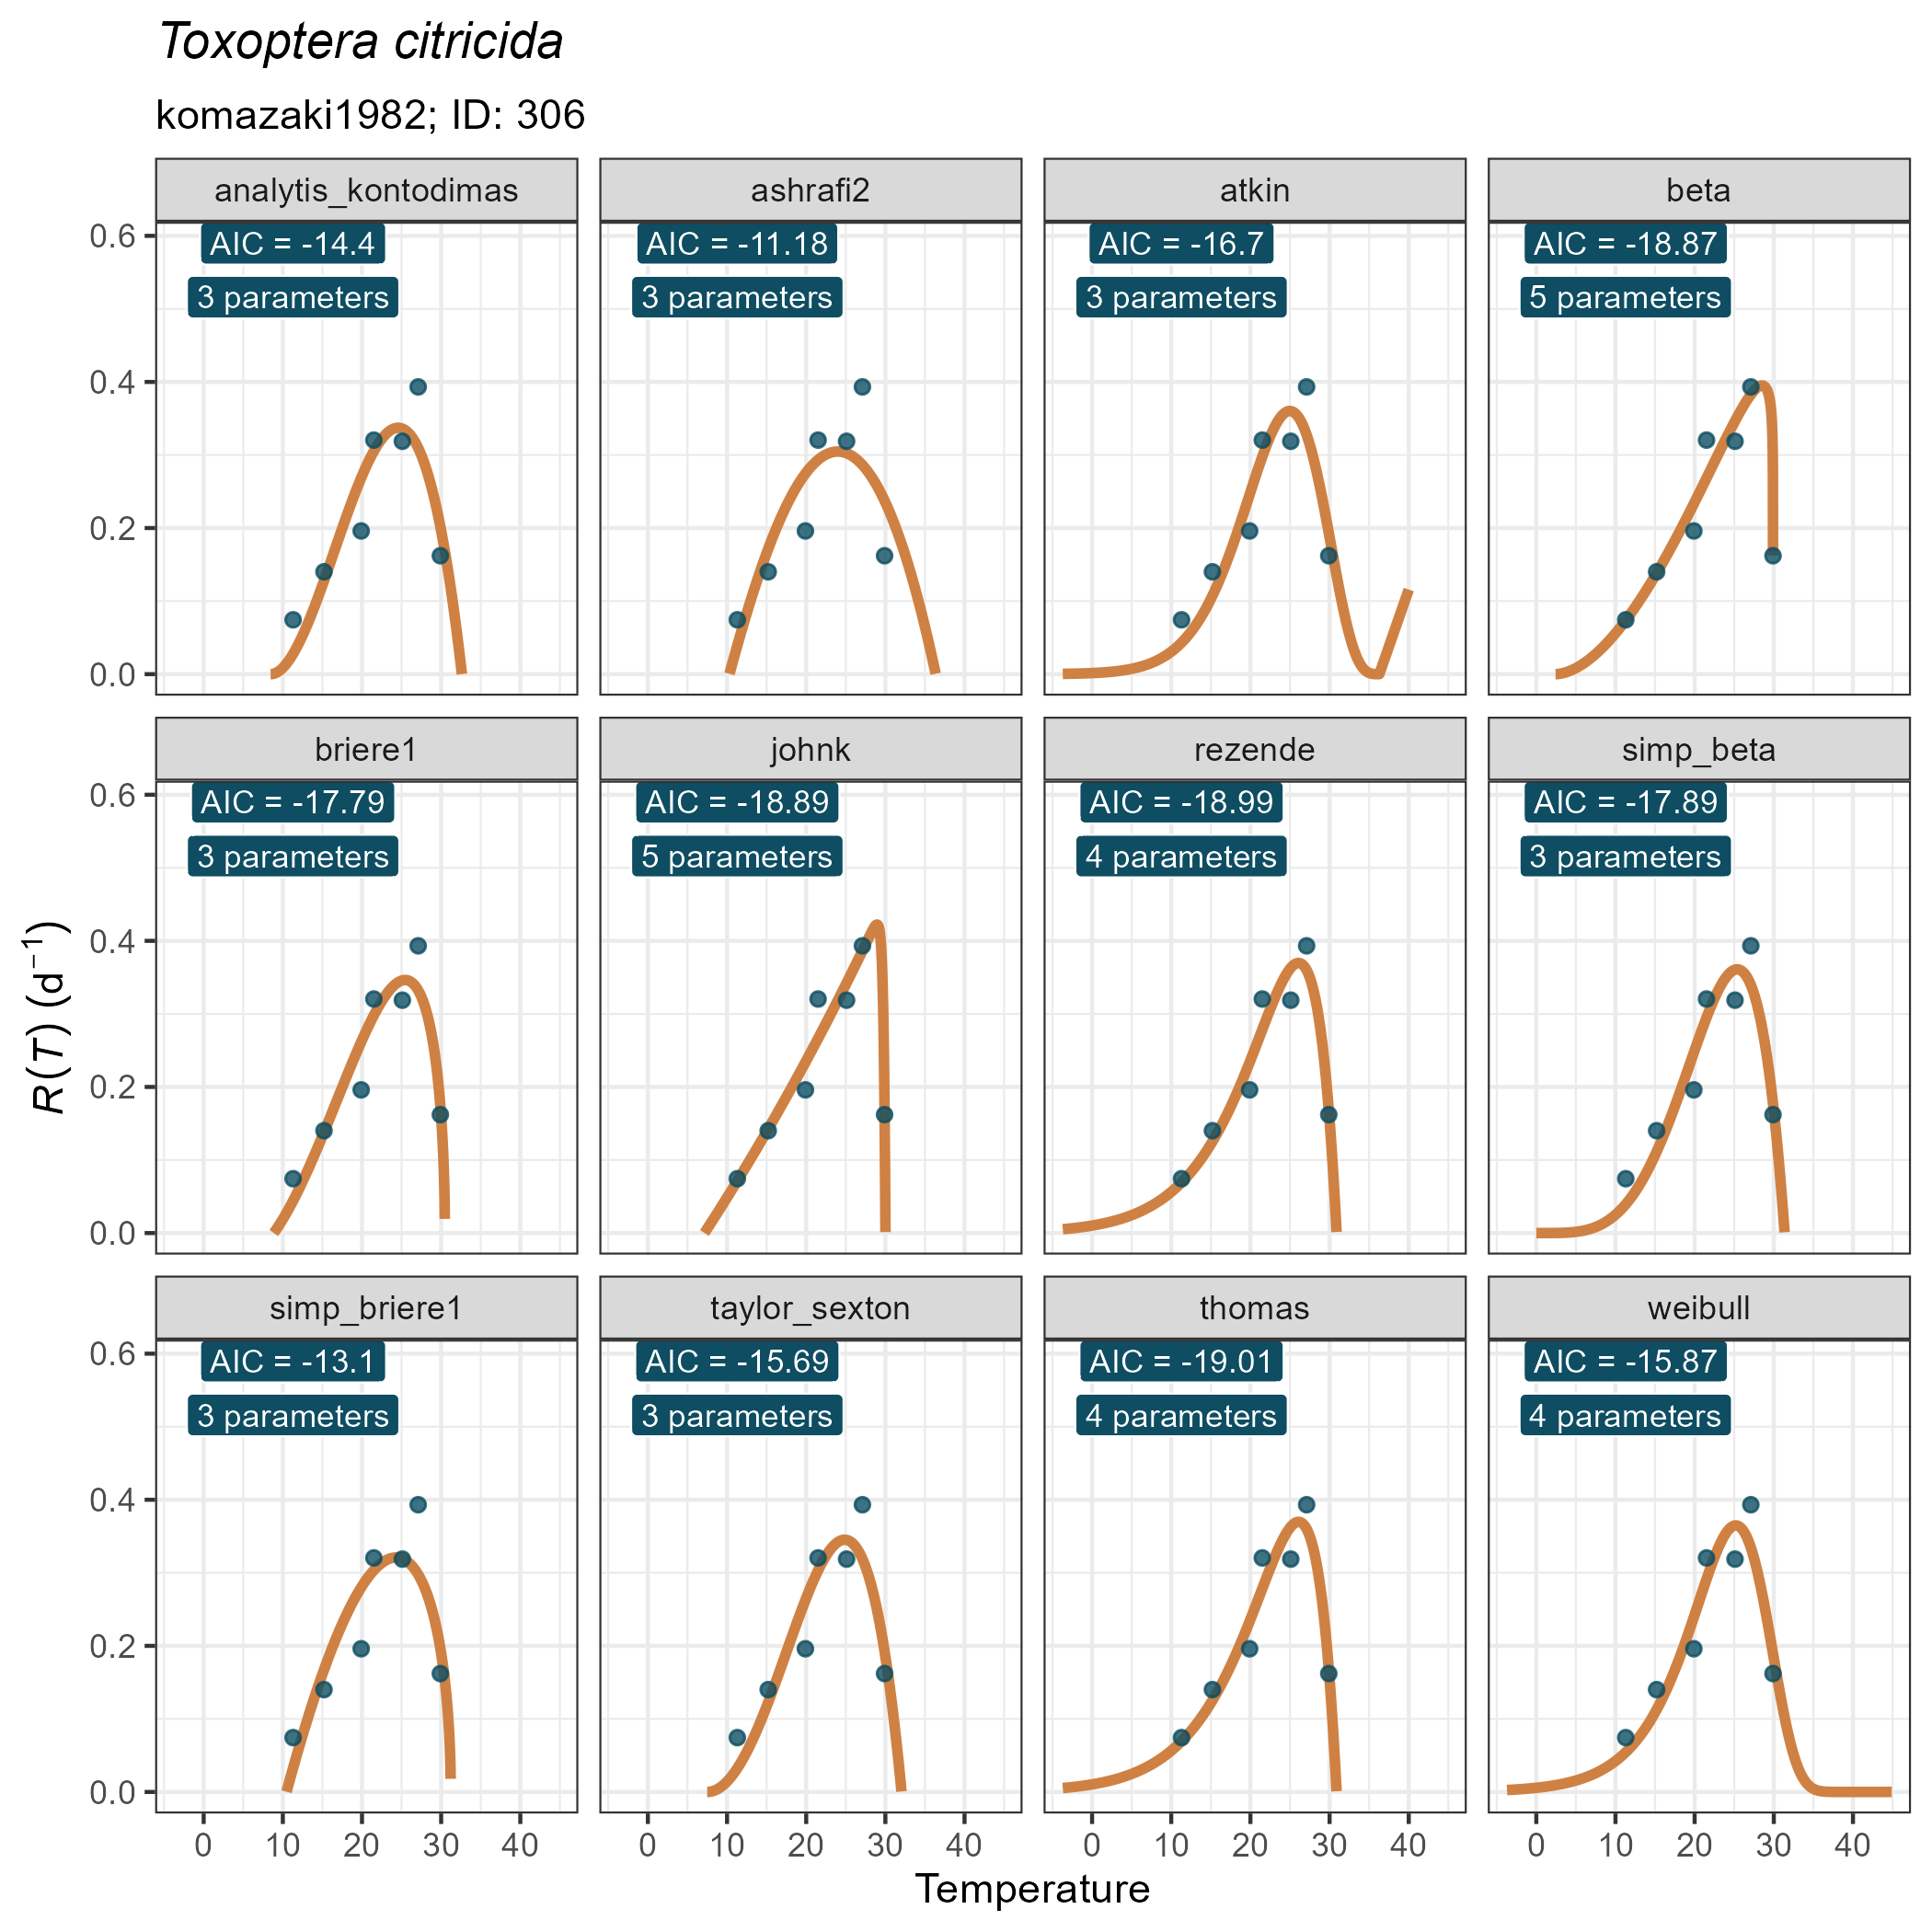 Toxoptera citricida
komazaki1982; ID: 306
analytis_kontodimas ashrafi2 atkin beta
AIC = -14.4 AIC = -11.18 AIC = -16.7 AIC = -18.87
3 parameters 3 parameters 3 parameters 5 parameters
0.6
0.4
0.2
0.0
briere1 johnk rezende simp_beta
AIC = -17.79 AIC = -18.89 AIC = -18.99 AIC = -17.89
3 parameters 5 parameters 4 parameters 3 parameters
0.6
0.4
0.2
0.0
R(T) (d⁻¹)
simp_briere1 taylor_sexton thomas weibull
AIC = -13.1 AIC = -15.69 AIC = -19.01 AIC = -15.87
3 parameters 3 parameters 4 parameters 4 parameters
0.6
0.4
0.2
0.0
0 10 20 30 40 0 10 20 30 40 0 10 20 30 40 0 10 20 30 40
Temperature